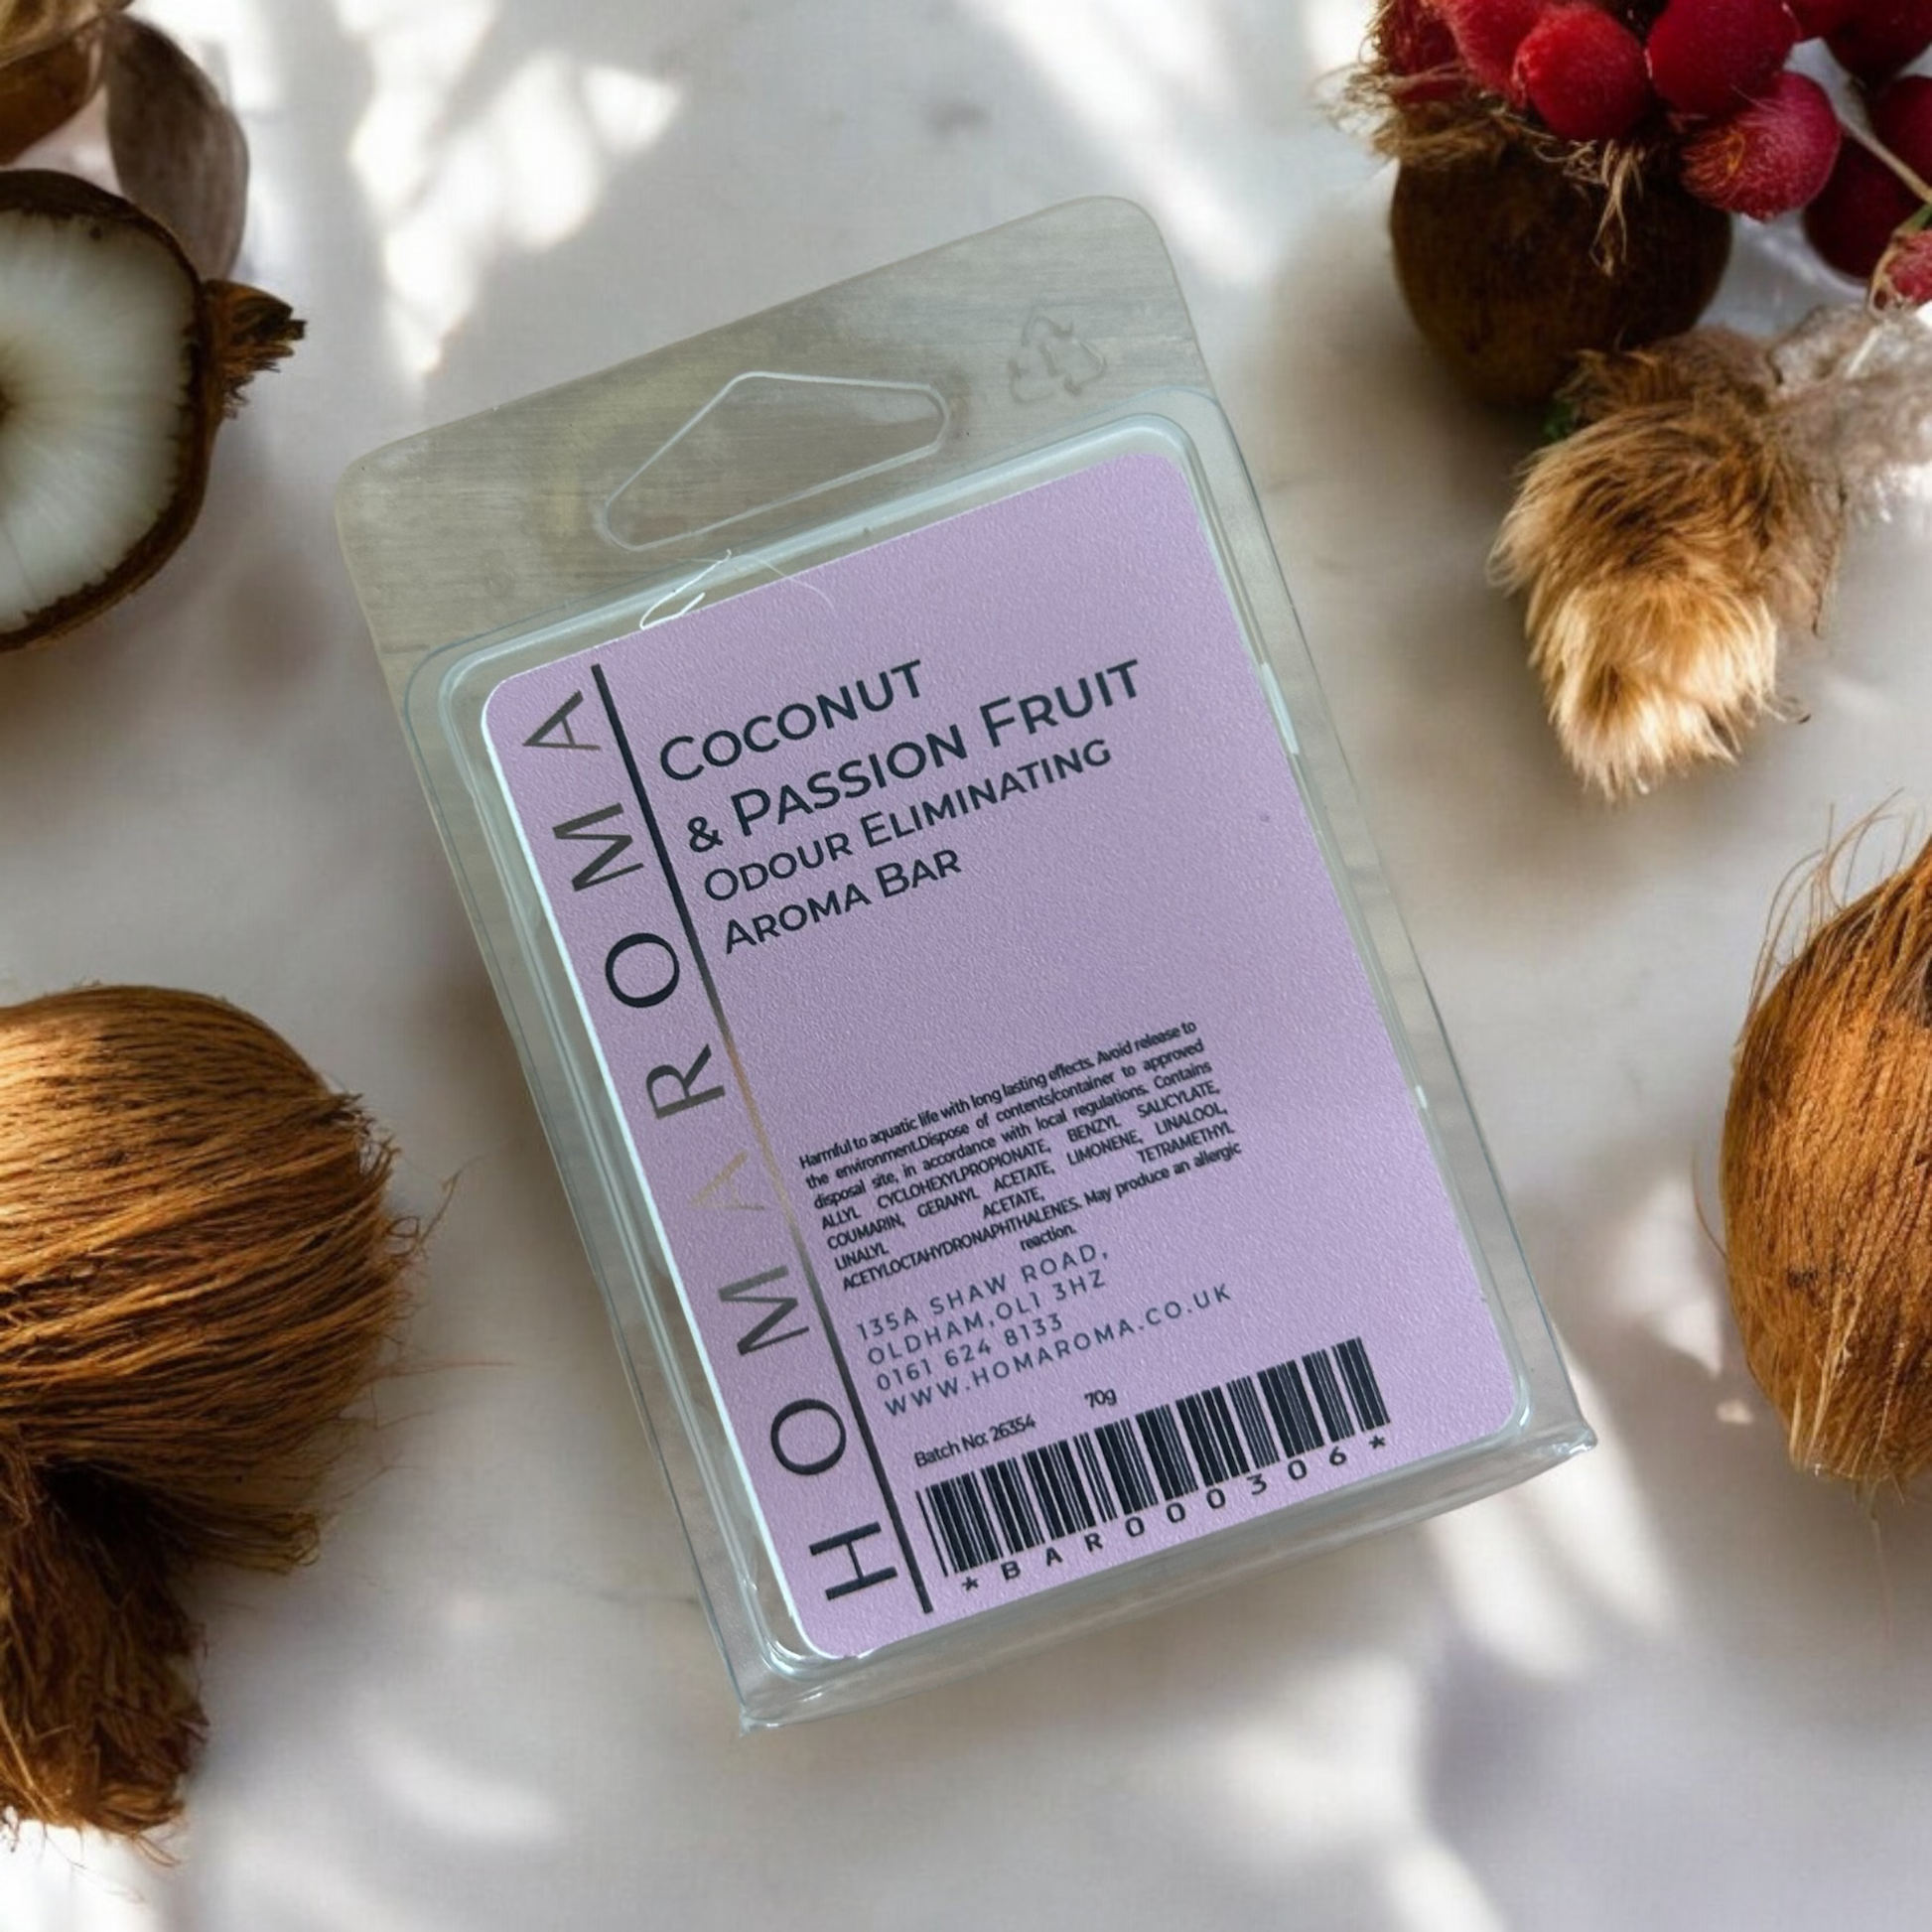 HOMAROMA
COCONUT
& PASSION FRUIT
ODOUR ELIMINATING
AROMA BAR
Harmful to aquatic life with long lasting effects. Avoid release to
the environment.Dispose of contents/container to approved
disposal site, in accordance with local regulations. Contains
ALLYL CYCLOHEXYLPROPIONATE, BENZYL SALICYLATE,
COUMARIN, GERANYL ACETATE, LIMONENE, LINALOOL,
LINALYL ACETATE, TETRAMETHYL
ACETYLOCTAHYDRONAPHTHALENES. May produce an allergic
reaction.
135A SHAW ROAD,
OLDHAM,OL1 3HZ
0161 624 8133
WWW.HOMAROMA.CO.UK
Batch No: 26354 70g
*BAR000306*